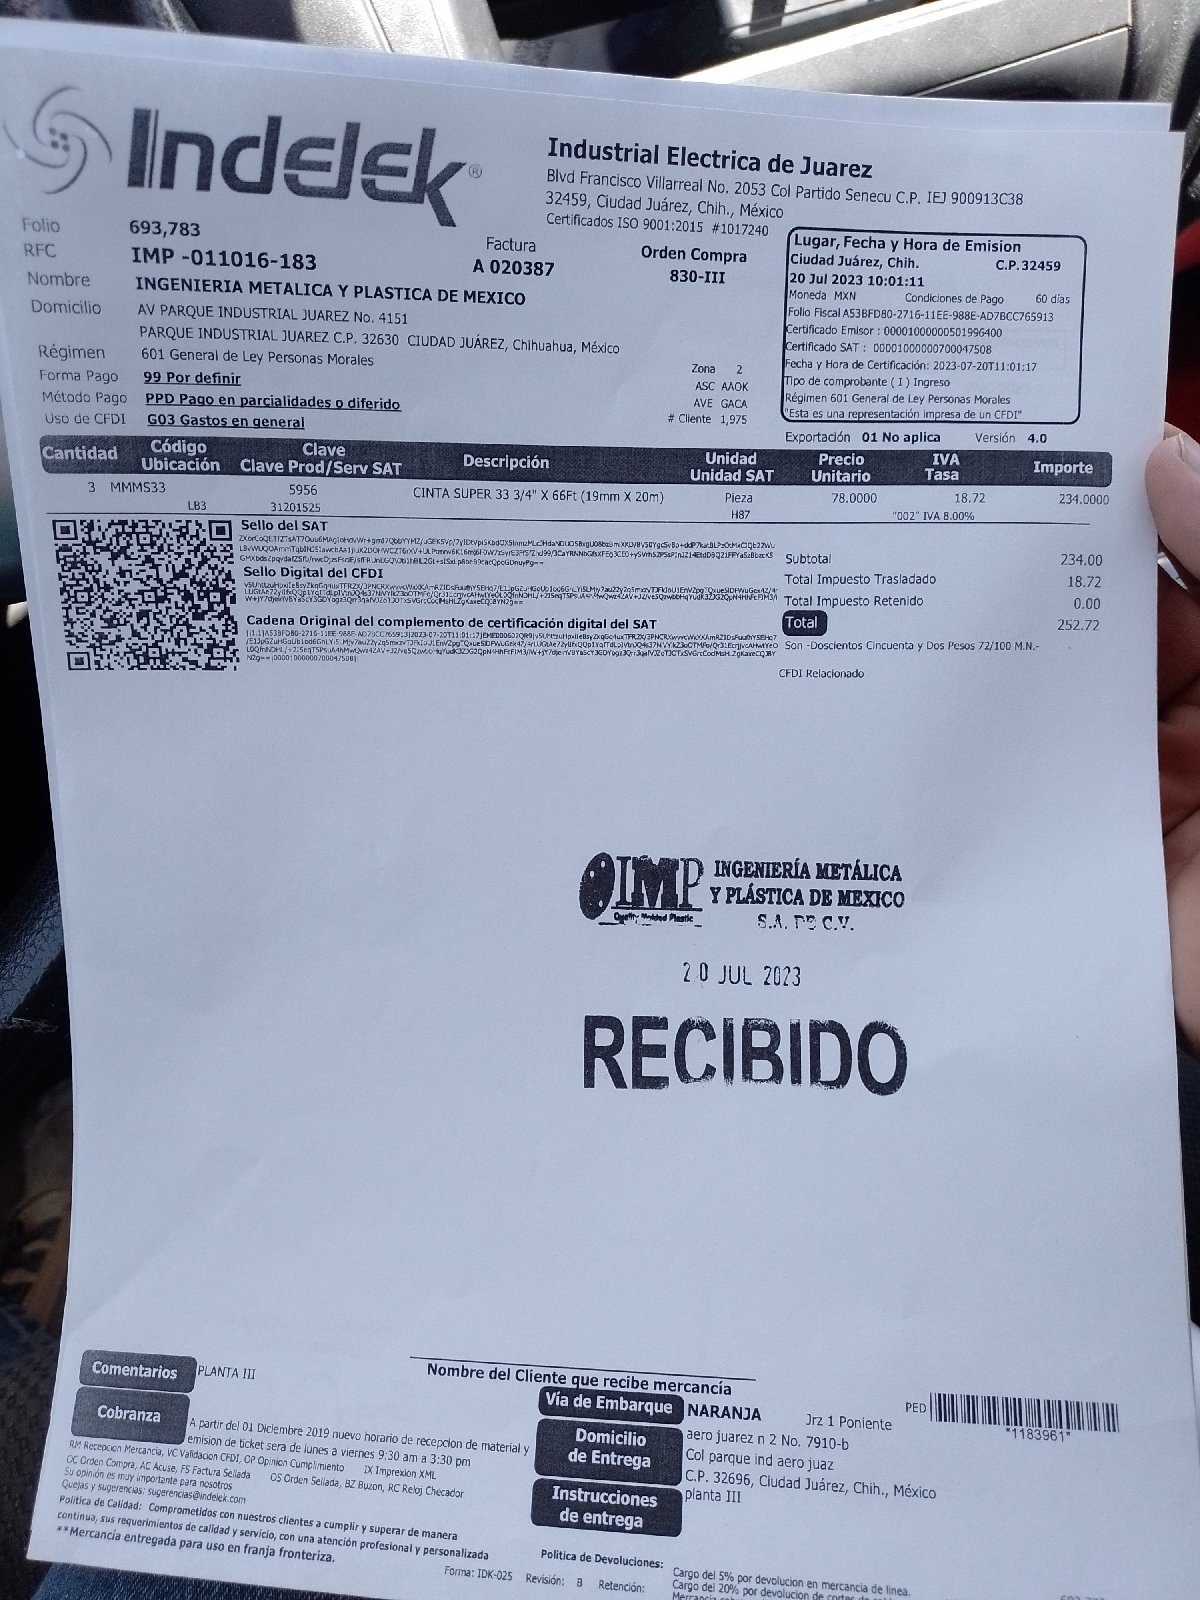 Indelek®
Industrial Electrica de Juarez
Blvd Francisco Villarreal No. 2053 Col Partido Senecu C.P. IEJ 900913C38
32459, Ciudad Juárez, Chih., México
Certificados ISO 9001:2015 #1017240
Folio 693,783
RFC IMP -011016-183
Factura
A 020387
Orden Compra
830-III
Nombre INGENIERIA METALICA Y PLASTICA DE MEXICO
Domicilio AV PARQUE INDUSTRIAL JUAREZ No. 4151
PARQUE INDUSTRIAL JUAREZ C.P. 32630 CIUDAD JUÁREZ, Chihuahua, México
Régimen 601 General de Ley Personas Morales
Forma Pago 99 Por definir
Método Pago PPD Pago en parcialidades o diferido
Uso de CFDI G03 Gastos en general
Zona 2
ASC AAOK
AVE GACA
# Cliente 1,975
Lugar, Fecha y Hora de Emision
Ciudad Juárez, Chih. C.P.32459
20 Jul 2023 10:01:11
Moneda MXN Condiciones de Pago 60 días
Folio Fiscal A53BFD80-2716-11EE-988E-AD7BCC765913
Certificado Emisor : 00001000000501996400
Certificado SAT : 00001000000700047508
Fecha y Hora de Certificación: 2023-07-20T11:01:17
Tipo de comprobante ( I ) Ingreso
Régimen 601 General de Ley Personas Morales
"Esta es una representación impresa de un CFDI"
Exportación 01 No aplica Versión 4.0
Cantidad Código Ubicación Clave Clave Prod/Serv SAT Descripción Unidad Unidad SAT Precio Unitario IVA Tasa Importe
3 MMMS33 5956 CINTA SUPER 33 3/4" X 66Ft (19mm X 20m) Pieza 78.0000 18.72 234.0000
LB3 31201525 H87 "002" IVA 8.00%
Sello del SAT
Sello Digital del CFDI
Cadena Original del complemento de certificación digital del SAT
Subtotal 234.00
Total Impuesto Trasladado 18.72
Total Impuesto Retenido 0.00
Total 252.72
Son -Doscientos Cincuenta y Dos Pesos 72/100 M.N.-
CFDI Relacionado
IMP
Quality Molded Plastic
INGENIERÍA METÁLICA
Y PLÁSTICA DE MEXICO
S.A. DE C.V.
20 JUL 2023
RECIBIDO
Comentarios PLANTA III
Nombre del Cliente que recibe mercancía
Cobranza
A partir del 01 Diciembre 2019 nuevo horario de recepcion de material y
emision de ticket sera de lunes a viernes 9:30 am a 3:30 pm
RM Recepcion Mercancia, VC Validacion CFDI, OP Opinion Cumplimiento IX Impresion XML
OC Orden Compra, AC Acuse, FS Factura Sellada OS Orden Sellada, BZ Buzon, RC Reloj Checador
Su opinión es muy importante para nosotros
Quejas y sugerencias: sugerencias@indelek.com
Politica de Calidad: Comprometidos con nuestros clientes a cumplir y superar de manera
continua, sus requerimientos de calidad y servicio, con una atención profesional y personalizada
**Mercancía entregada para uso en franja fronteriza.
Vía de Embarque NARANJA Jrz 1 Poniente
PED *1183961*
Domicilio de Entrega
aero juarez n 2 No. 7910-b
Col parque ind aero juaz
C.P. 32696, Ciudad Juárez, Chih., México
Instrucciones de entrega
planta III
Forma: IDK-025 Revisión: B Retención:
Politica de Devoluciones:
Cargo del 5% por devolucion en mercancia de linea.
Cargo del 20% por devolucion de cortes de